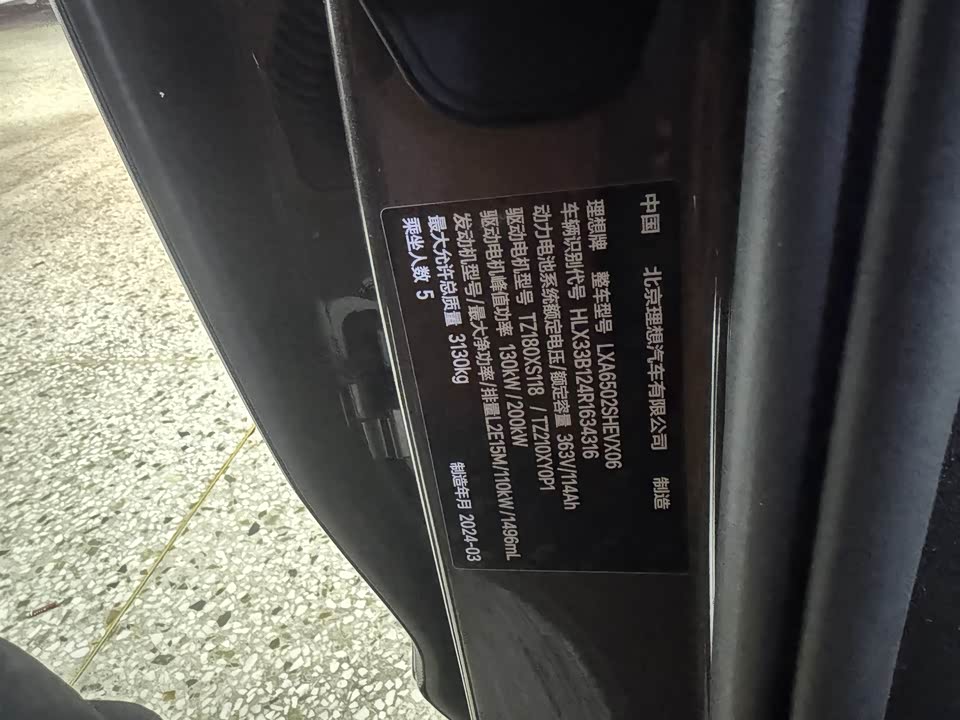 中国 北京理想汽车有限公司 制造
理想牌 整车型号 LXA6502SHEVX06
车辆识别代号 HLX33B124R1634316
动力电池系统额定电压/额定容量 363V/114Ah
驱动电机型号 TZ180XS118 /TZ210XY0P1
驱动电机峰值功率 130kW/200kW
发动机型号/最大净功率/排量L2E15M/110kW/1496mL
最大允许总质量 3130kg
乘坐人数 5 制造年月 2024-03